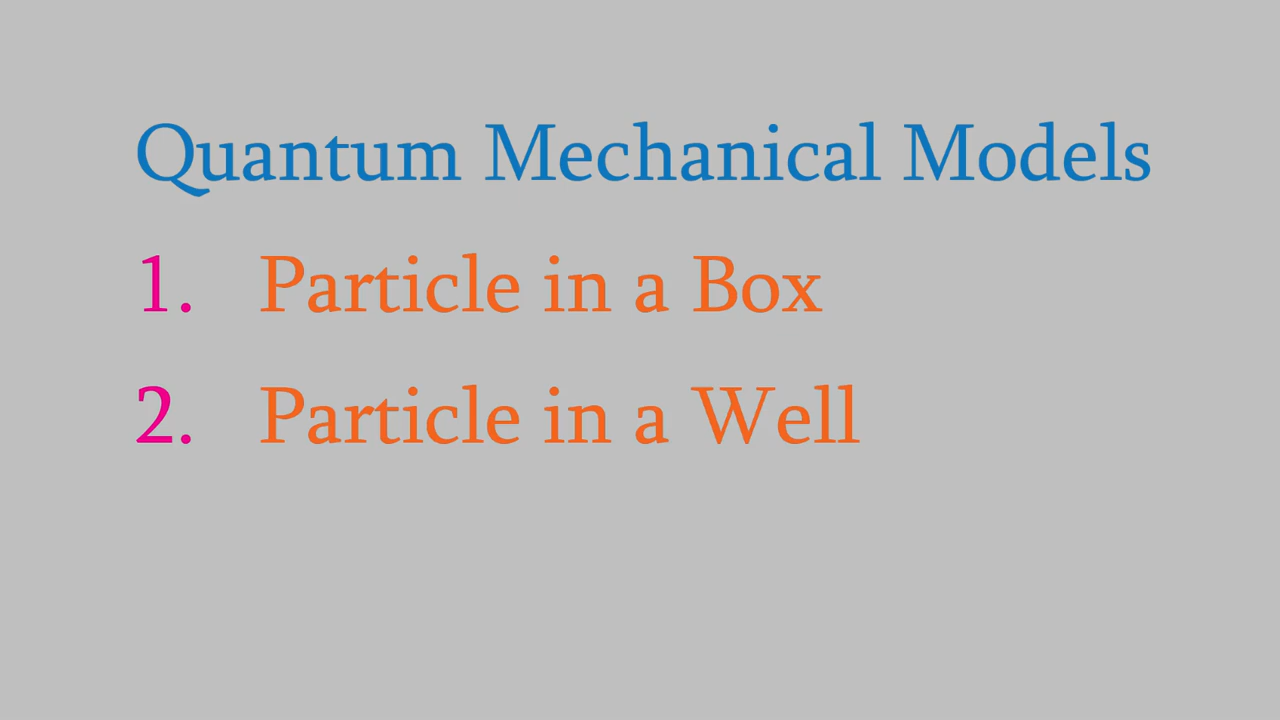 Quantum Mechanical Models
1. Particle in a Box
2. Particle in a Well